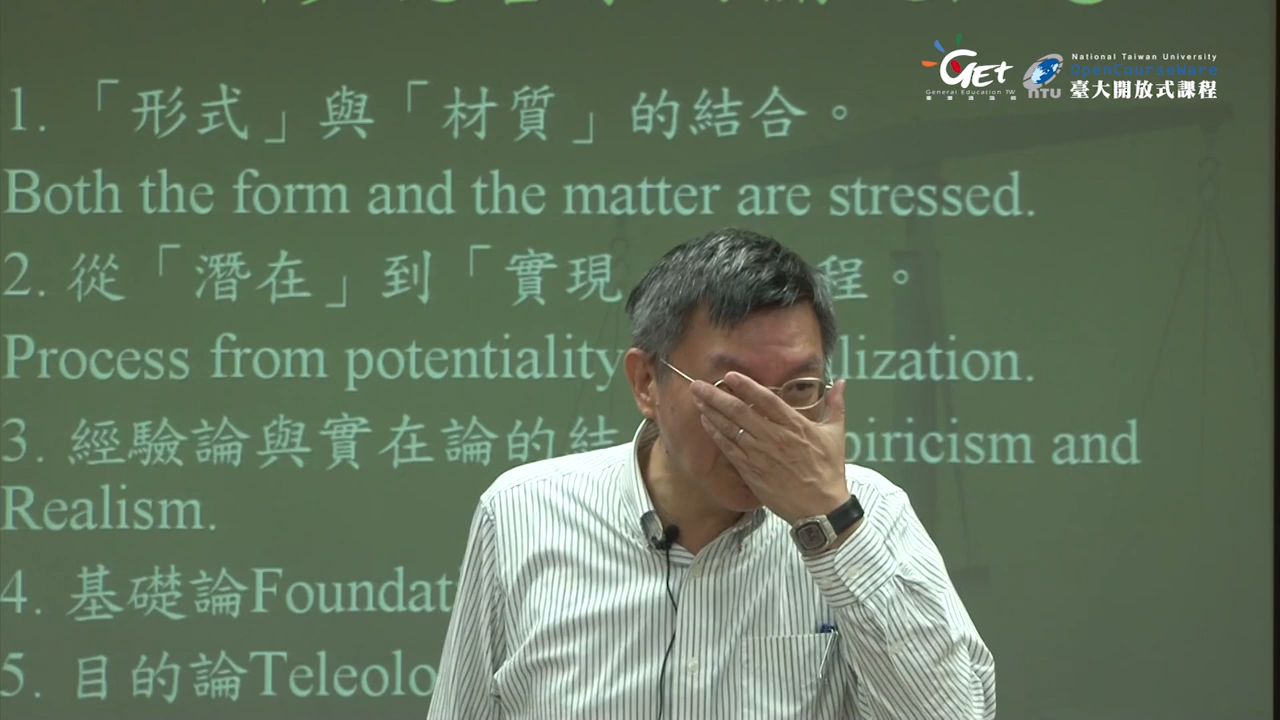 GEt
General Education TW
National Taiwan University
OpenCourseWare
NTU 臺大開放式課程
1. 「形式」與「材質」的結合。
Both the form and the matter are stressed.
2. 從「潛在」到「實現 程。
Process from potentiality lization.
3. 經驗論與實在論的結 piricism and
Realism.
4. 基礎論Foundat
5. 目的論Teleolo